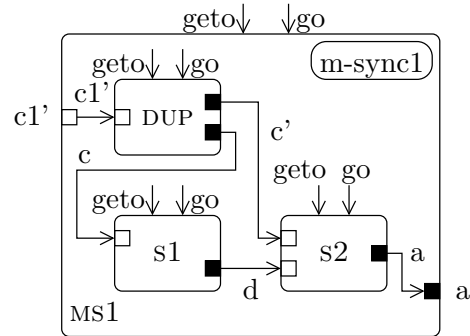 geto go
m-sync1
geto go
c1' c1'
DUP
c c'
geto go
geto go
S1 S2
a
d
a
MS1